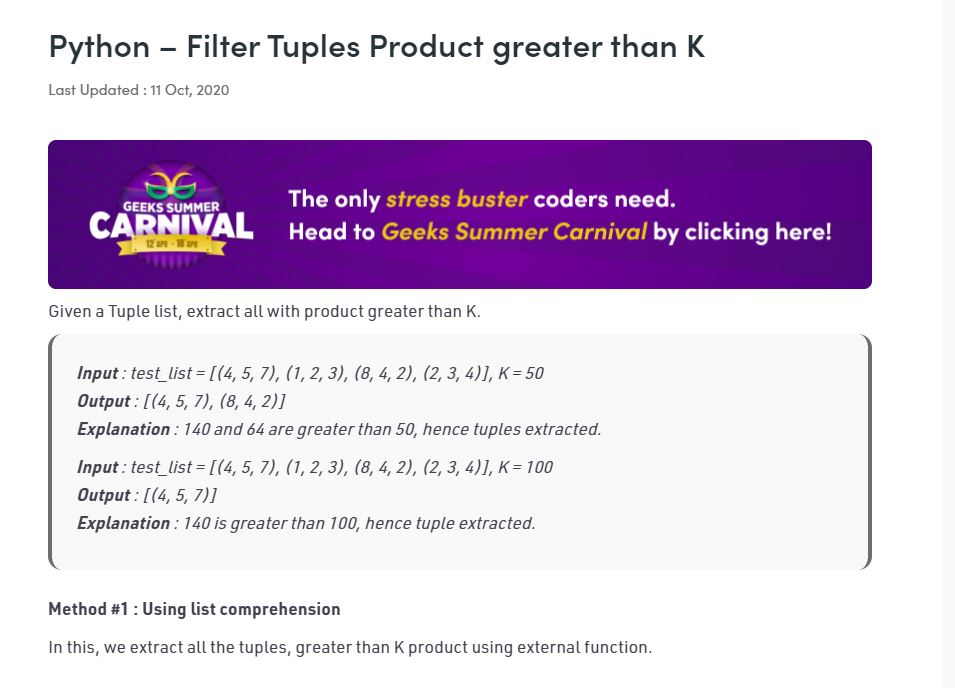 Python – Filter Tuples Product greater than K
Last Updated : 11 Oct, 2020
GEEKS SUMMER
CARNIVAL
12 APR - 18 APR
The only stress buster coders need.
Head to Geeks Summer Carnival by clicking here!
Given a Tuple list, extract all with product greater than K.
Input : test_list = [(4, 5, 7), (1, 2, 3), (8, 4, 2), (2, 3, 4)], K = 50
Output : [(4, 5, 7), (8, 4, 2)]
Explanation : 140 and 64 are greater than 50, hence tuples extracted.
Input : test_list = [(4, 5, 7), (1, 2, 3), (8, 4, 2), (2, 3, 4)], K = 100
Output : [(4, 5, 7)]
Explanation : 140 is greater than 100, hence tuple extracted.
Method #1 : Using list comprehension
In this, we extract all the tuples, greater than K product using external function.